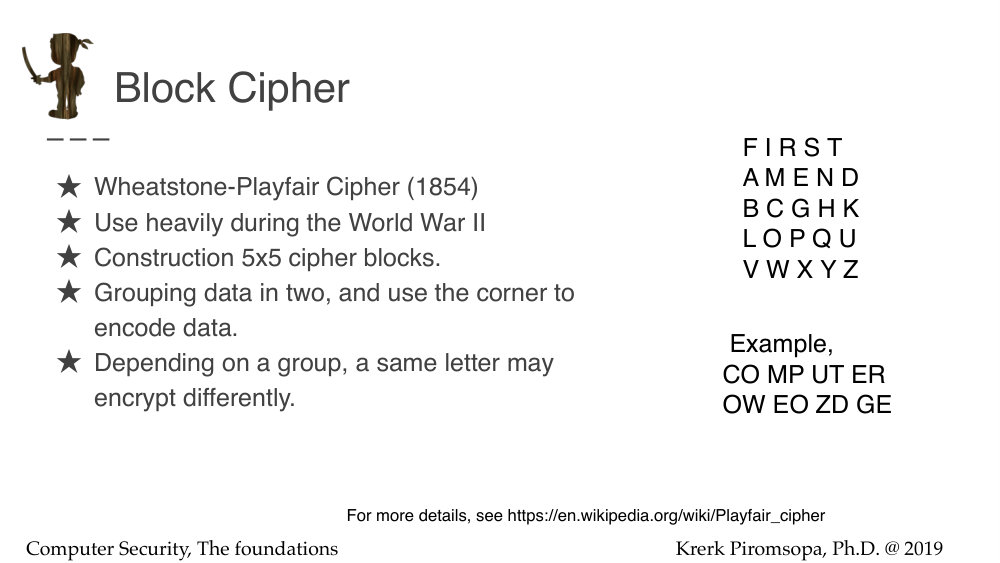 Block Cipher
★ Wheatstone-Playfair Cipher (1854)
★ Use heavily during the World War II
★ Construction 5x5 cipher blocks.
★ Grouping data in two, and use the corner to
encode data.
★ Depending on a group, a same letter may
encrypt differently.
F I R S T
A M E N D
B C G H K
L O P Q U
V W X Y Z
Example,
CO MP UT ER
OW EO ZD GE
For more details, see https://en.wikipedia.org/wiki/Playfair_cipher
Computer Security, The foundations
Krerk Piromsopa, Ph.D. @ 2019